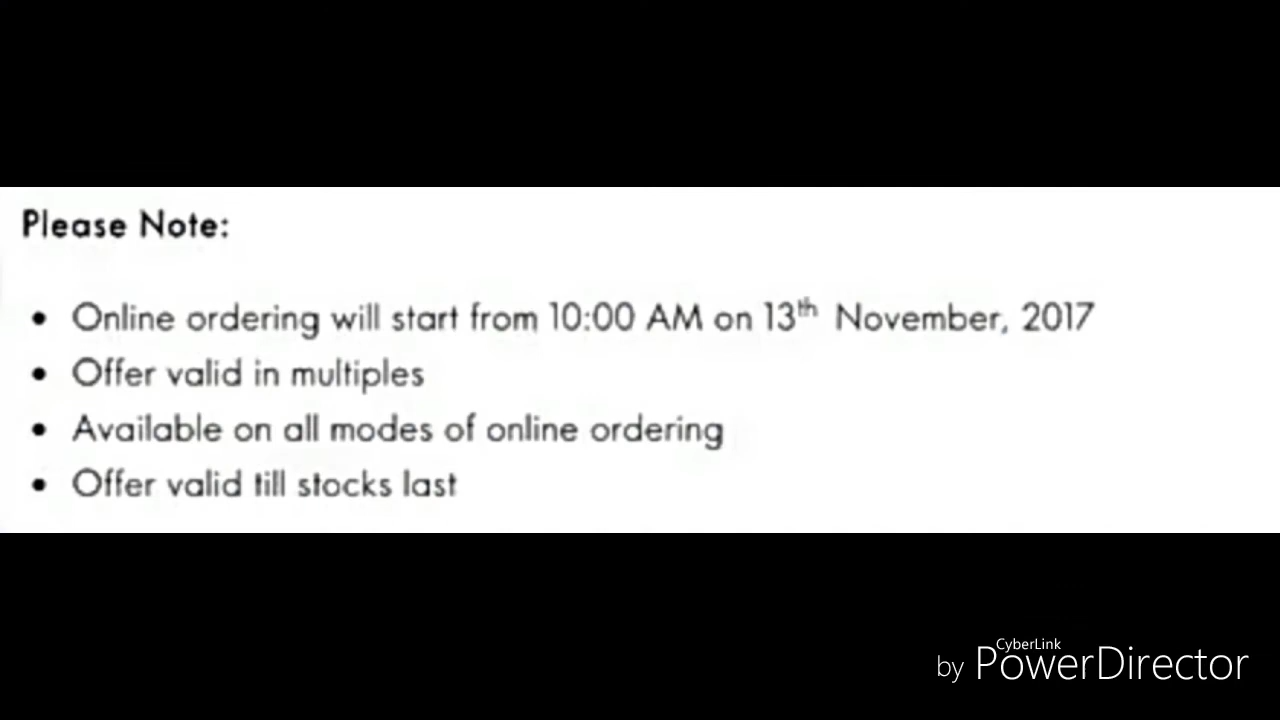 Please Note:
• Online ordering will start from 10:00 AM on 13th November, 2017
• Offer valid in multiples
• Available on all modes of online ordering
• Offer valid till stocks last
CyberLink
by PowerDirector